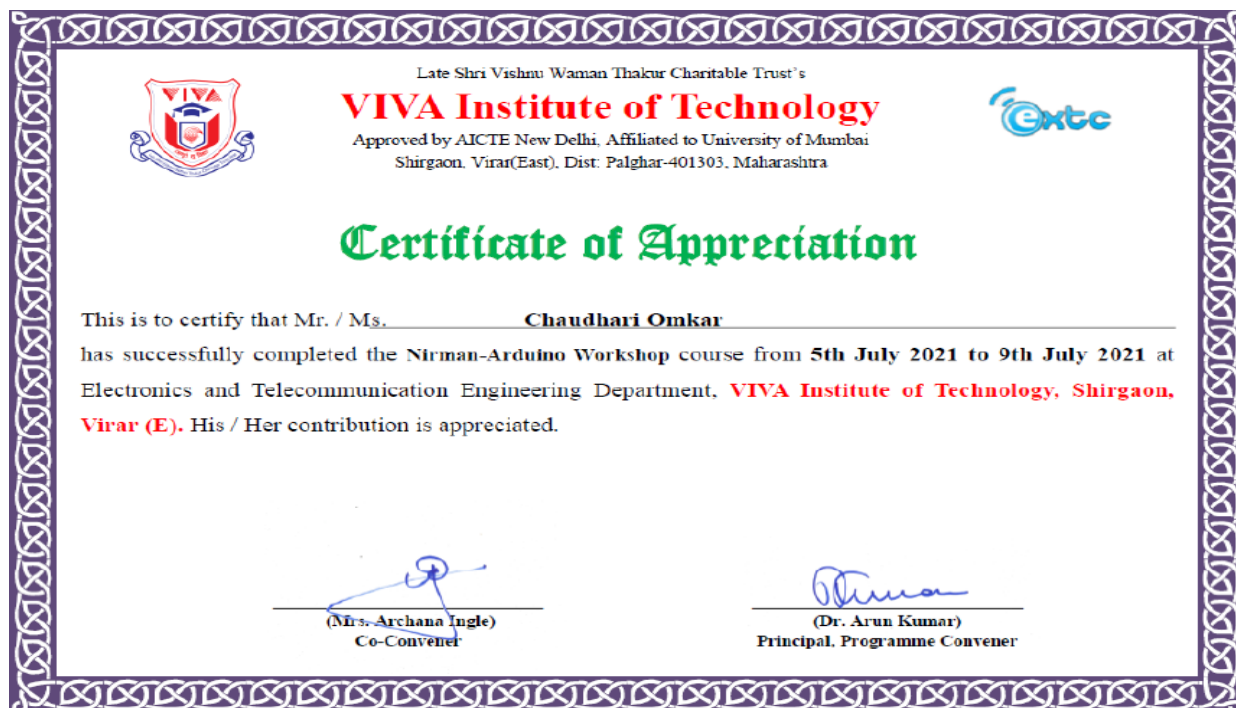 Late Shri Vishnu Waman Thakur Charitable Trust's
VIVA Institute of Technology
Approved by AICTE New Delhi, Affiliated to University of Mumbai
Shirgaon, Virar(East), Dist: Palghar-401303, Maharashtra
VIVA
extc
Certificate of Appreciation
This is to certify that Mr. / Ms. Chaudhari Omkar
has successfully completed the Nirman-Arduino Workshop course from 5th July 2021 to 9th July 2021 at
Electronics and Telecommunication Engineering Department, VIVA Institute of Technology, Shirgaon,
Virar (E). His / Her contribution is appreciated.
(Mrs. Archana Ingle)
Co-Convener
(Dr. Arun Kumar)
Principal, Programme Convener